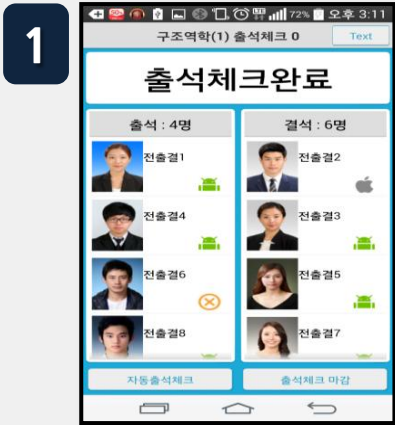 1
72% 오후 3:11
구조역학(1) 출석체크 0
Text
출석체크완료
출석 : 4명
결석 : 6명
전출결1
전출결2
전출결4
전출결3
전출결6
전출결5
전출결8
전출결7
자동출석체크
출석체크 마감